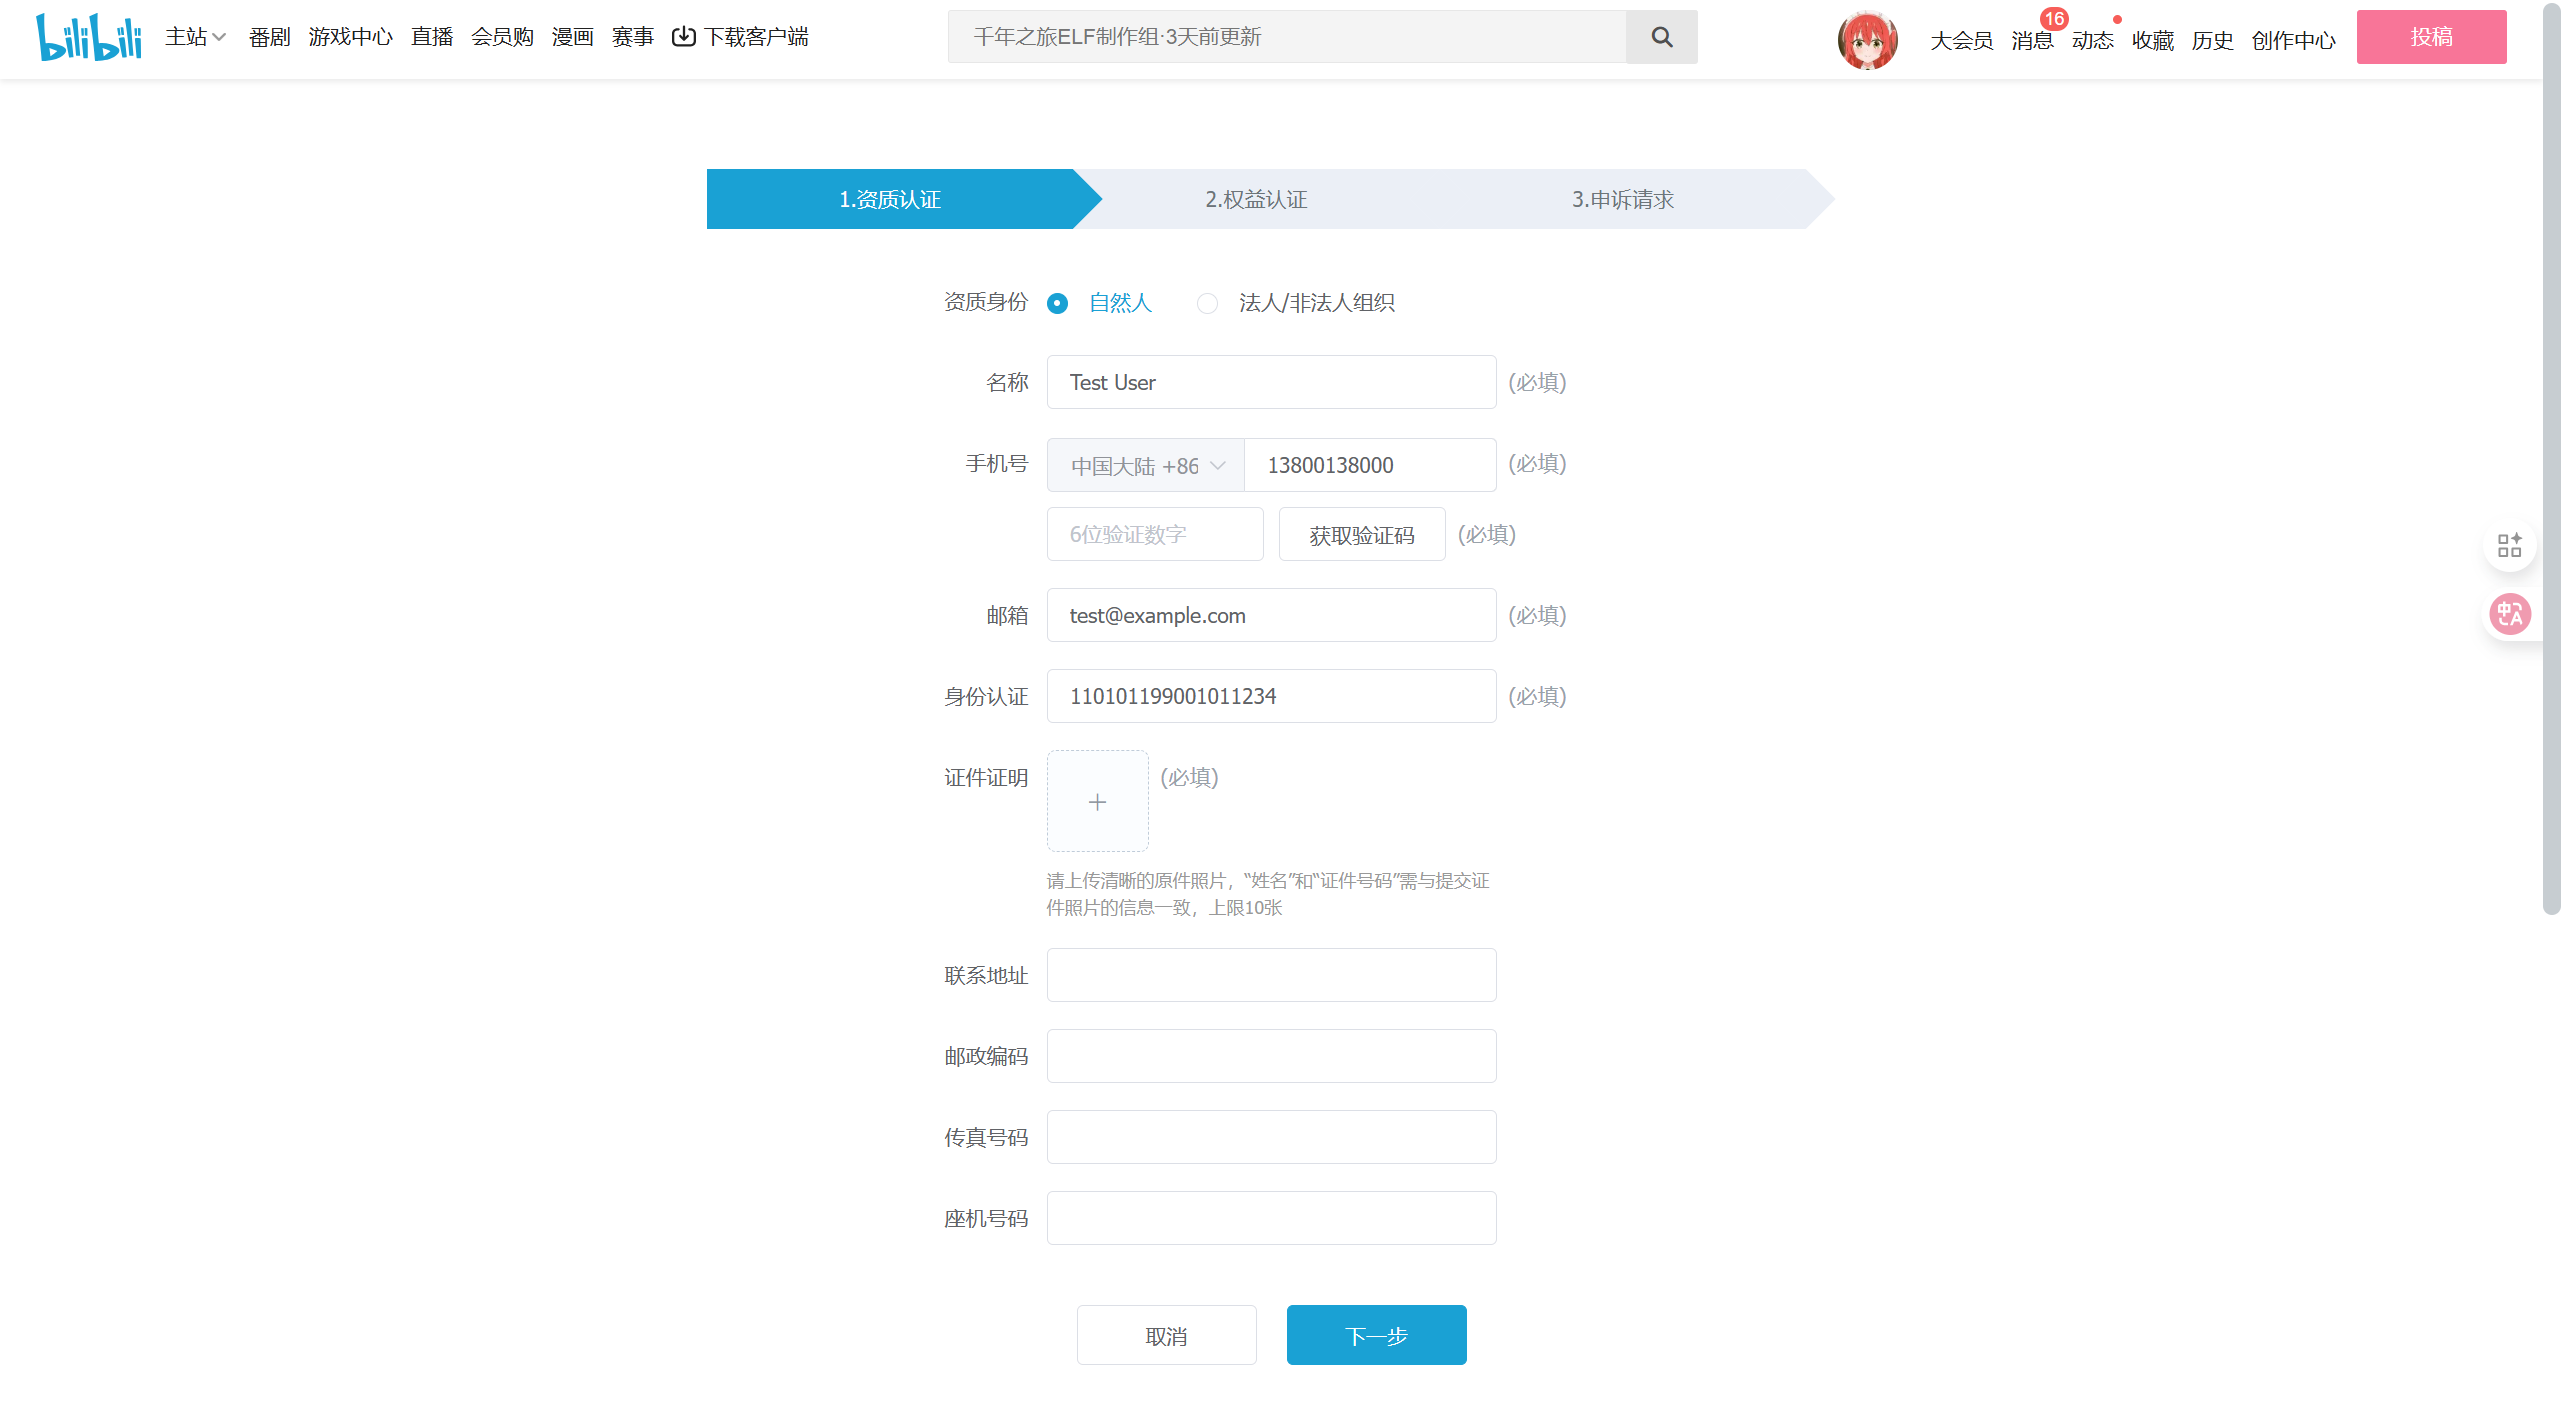 bilibili 主站 番剧 游戏中心 直播 会员购 漫画 赛事 下载客户端 千年之旅ELF制作组·3天前更新 大会员 消息 16 动态 收藏 历史 创作中心 投稿
1.资质认证 2.权益认证 3.申诉请求
资质身份 自然人 法人/非法人组织
名称 Test User (必填)
手机号 中国大陆 +86 13800138000 (必填)
6位验证数字 获取验证码 (必填)
邮箱 test@example.com (必填)
身份认证 110101199001011234 (必填)
证件证明 (必填)
请上传清晰的原件照片，“姓名”和“证件号码”需与提交证
件照片的信息一致，上限10张
联系地址
邮政编码
传真号码
座机号码
取消 下一步
中A